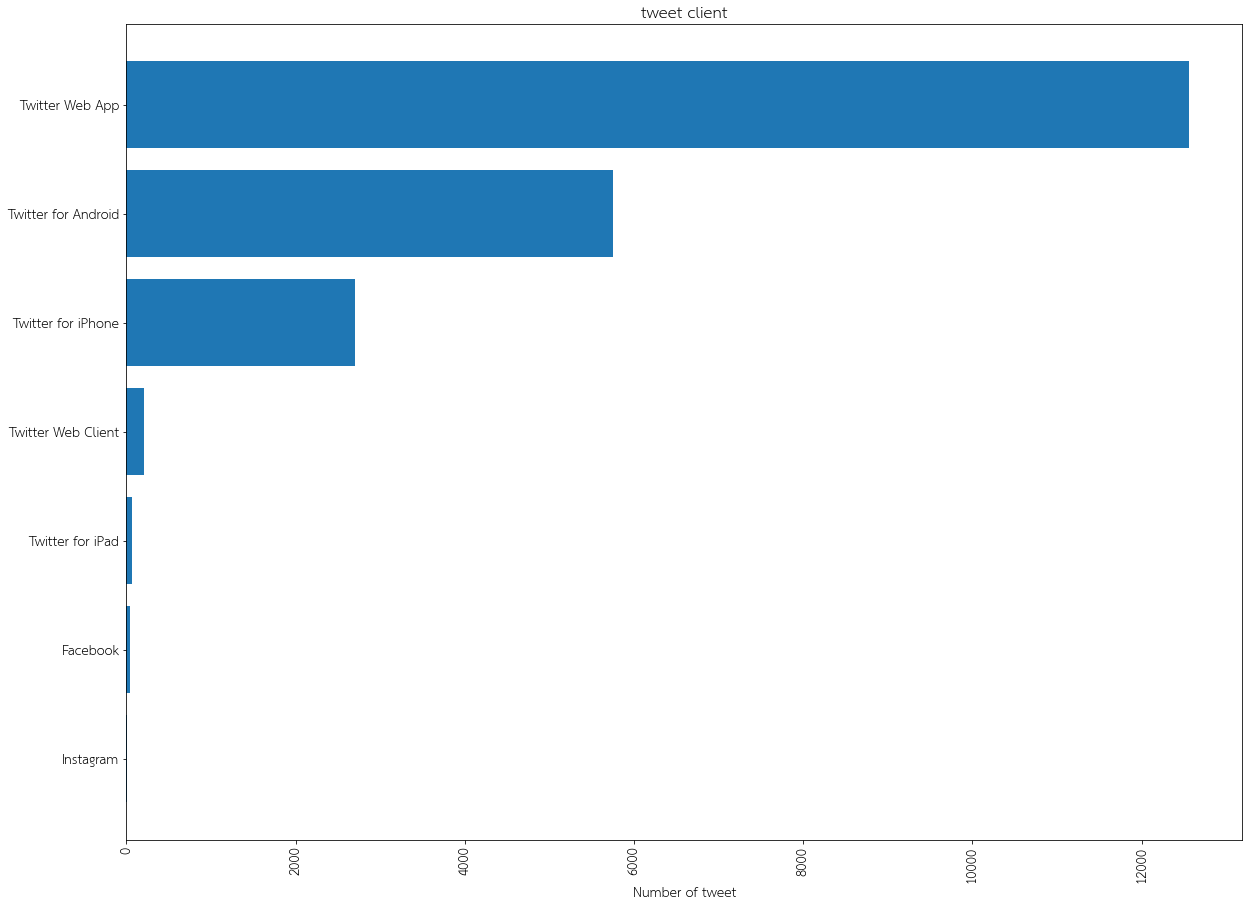 tweet client
Twitter Web App
Twitter for Android
Twitter for iPhone
Twitter Web Client
Twitter for iPad
Facebook
Instagram
0
2000
4000
6000
8000
10000
12000
Number of tweet